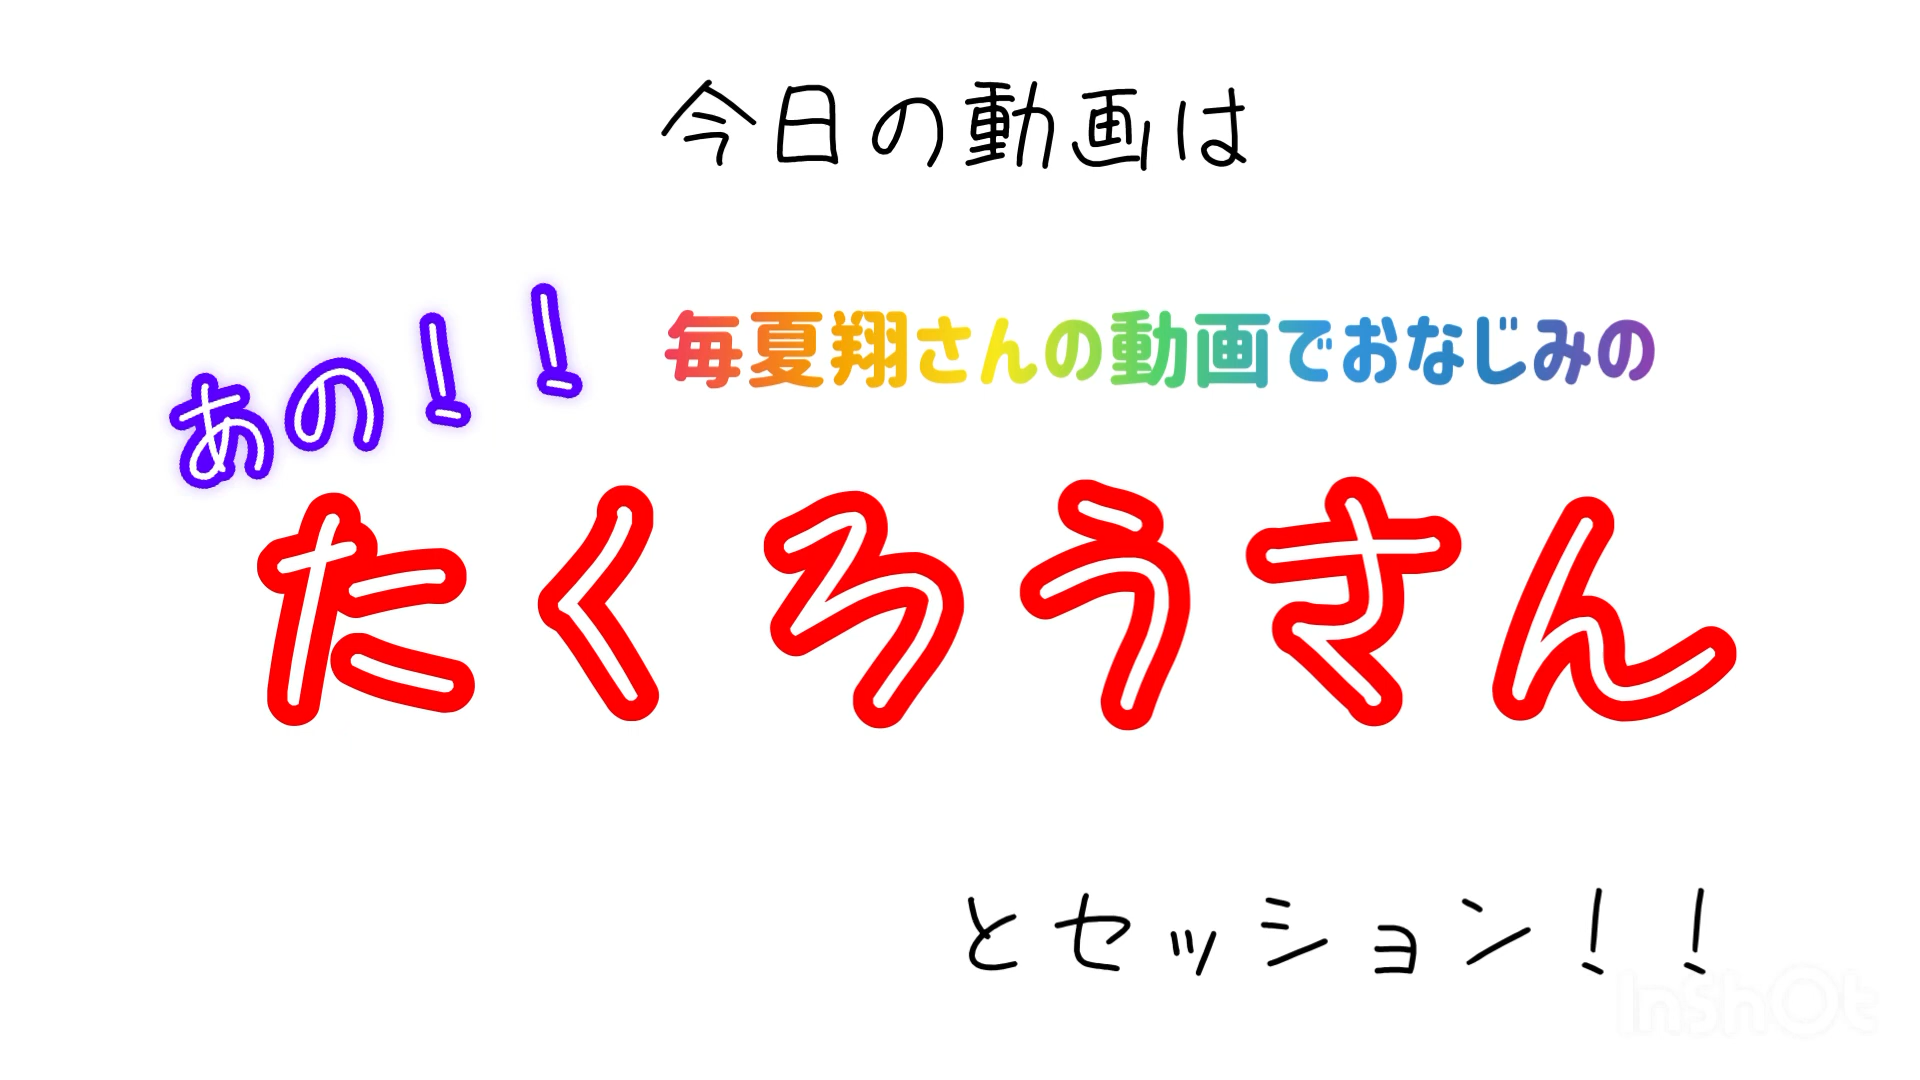 今日の動画は
あの!!
毎夏翔さんの動画でおなじみの
たくろうさん
とセッション!!
InShOt